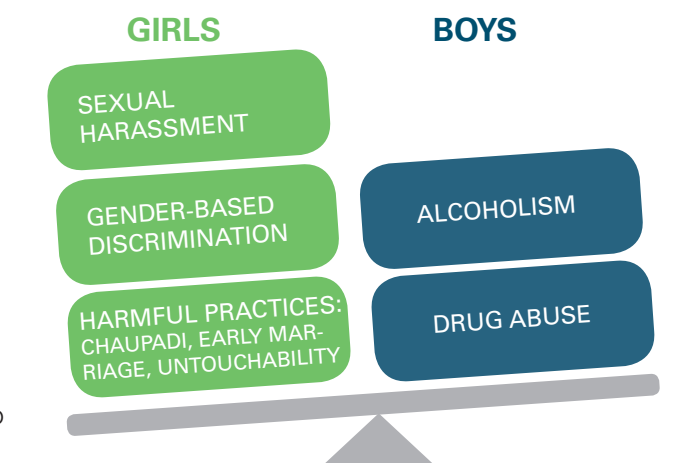 GIRLS
BOYS
SEXUAL
HARASSMENT
GENDER-BASED
DISCRIMINATION
HARMFUL PRACTICES:
CHAUPADI, EARLY MAR-
RIAGE, UNTOUCHABILITY
ALCOHOLISM
DRUG ABUSE